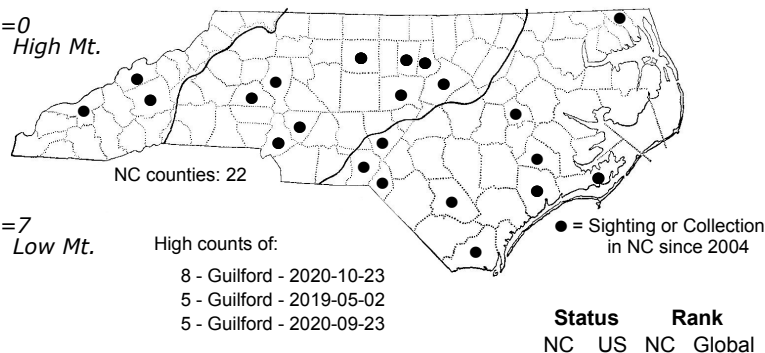 =0
High Mt.
NC counties: 22
=7
Low Mt.
High counts of:
8 - Guilford - 2020-10-23
5 - Guilford - 2019-05-02
5 - Guilford - 2020-09-23
● = Sighting or Collection
in NC since 2004
Status Rank
NC US NC Global